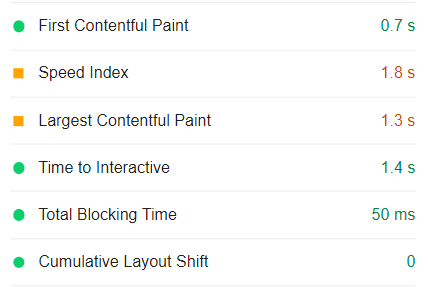 First Contentful Paint 0.7 s
Speed Index 1.8 s
Largest Contentful Paint 1.3 s
Time to Interactive 1.4 s
Total Blocking Time 50 ms
Cumulative Layout Shift 0